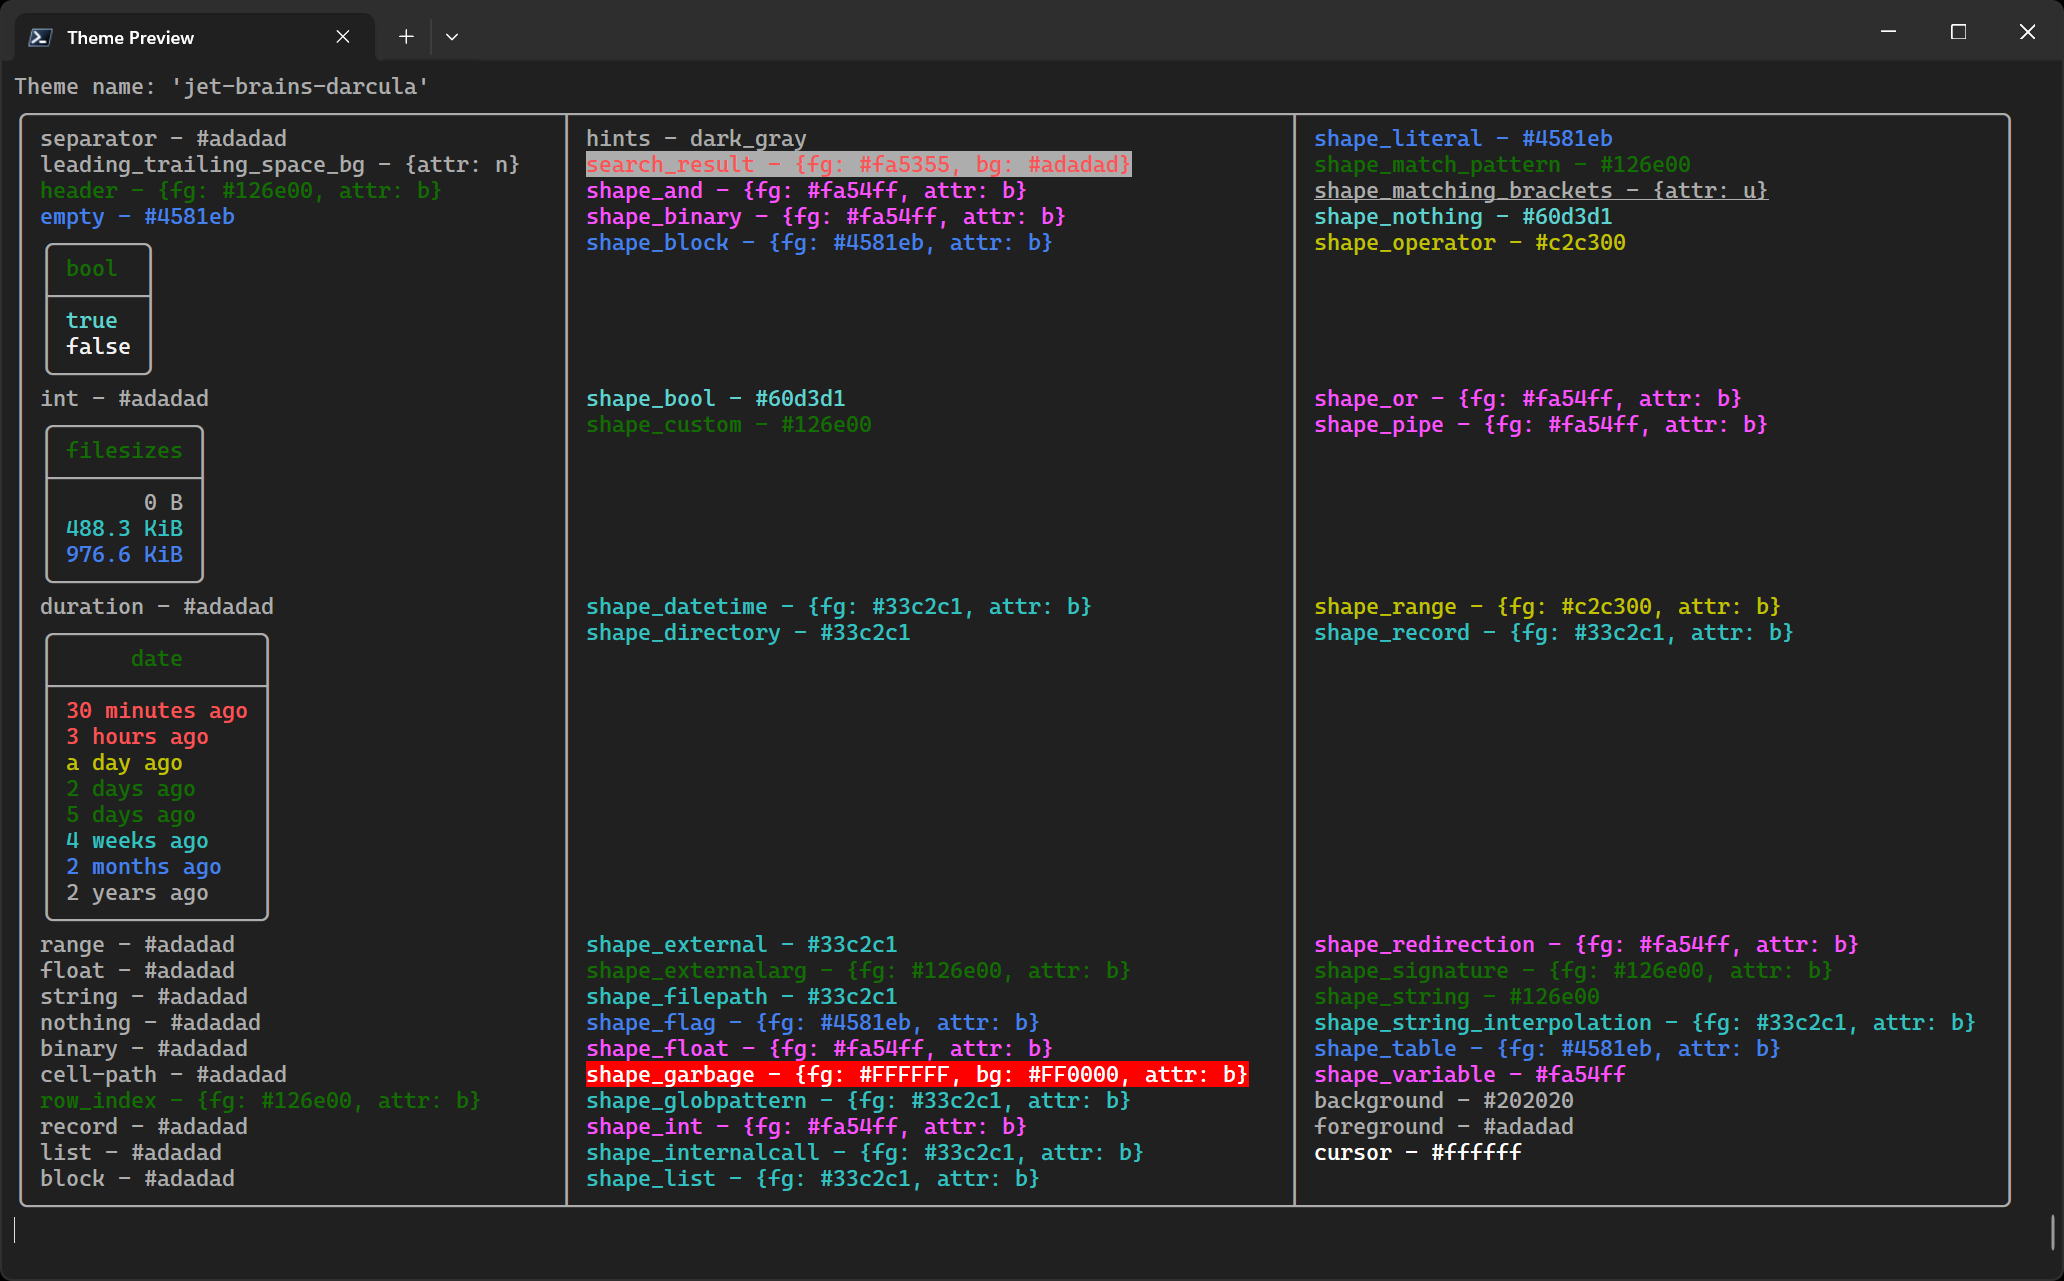 Theme Preview
Theme name: 'jet-brains-darcula'
separator - #adadad
leading_trailing_space_bg - {attr: n}
header - {fg: #126e00, attr: b}
empty - #4581eb
bool
true
false
int - #adadad
filesizes
0 B
488.3 KiB
976.6 KiB
duration - #adadad
date
30 minutes ago
3 hours ago
a day ago
2 days ago
5 days ago
4 weeks ago
2 months ago
2 years ago
range - #adadad
float - #adadad
string - #adadad
nothing - #adadad
binary - #adadad
cell-path - #adadad
row_index - {fg: #126e00, attr: b}
record - #adadad
list - #adadad
block - #adadad
hints - dark_gray
search_result - {fg: #fa5355, bg: #adadad}
shape_and - {fg: #fa54ff, attr: b}
shape_binary - {fg: #fa54ff, attr: b}
shape_block - {fg: #4581eb, attr: b}
shape_bool - #60d3d1
shape_custom - #126e00
shape_datetime - {fg: #33c2c1, attr: b}
shape_directory - #33c2c1
shape_external - #33c2c1
shape_externalarg - {fg: #126e00, attr: b}
shape_filepath - #33c2c1
shape_flag - {fg: #4581eb, attr: b}
shape_float - {fg: #fa54ff, attr: b}
shape_garbage - {fg: #FFFFFF, bg: #FF0000, attr: b}
shape_globpattern - {fg: #33c2c1, attr: b}
shape_int - {fg: #fa54ff, attr: b}
shape_internalcall - {fg: #33c2c1, attr: b}
shape_list - {fg: #33c2c1, attr: b}
shape_literal - #4581eb
shape_match_pattern - #126e00
shape_matching_brackets - {attr: u}
shape_nothing - #60d3d1
shape_operator - #c2c300
shape_or - {fg: #fa54ff, attr: b}
shape_pipe - {fg: #fa54ff, attr: b}
shape_range - {fg: #c2c300, attr: b}
shape_record - {fg: #33c2c1, attr: b}
shape_redirection - {fg: #fa54ff, attr: b}
shape_signature - {fg: #126e00, attr: b}
shape_string - #126e00
shape_string_interpolation - {fg: #33c2c1, attr: b}
shape_table - {fg: #4581eb, attr: b}
shape_variable - #fa54ff
background - #202020
foreground - #adadad
cursor - #ffffff